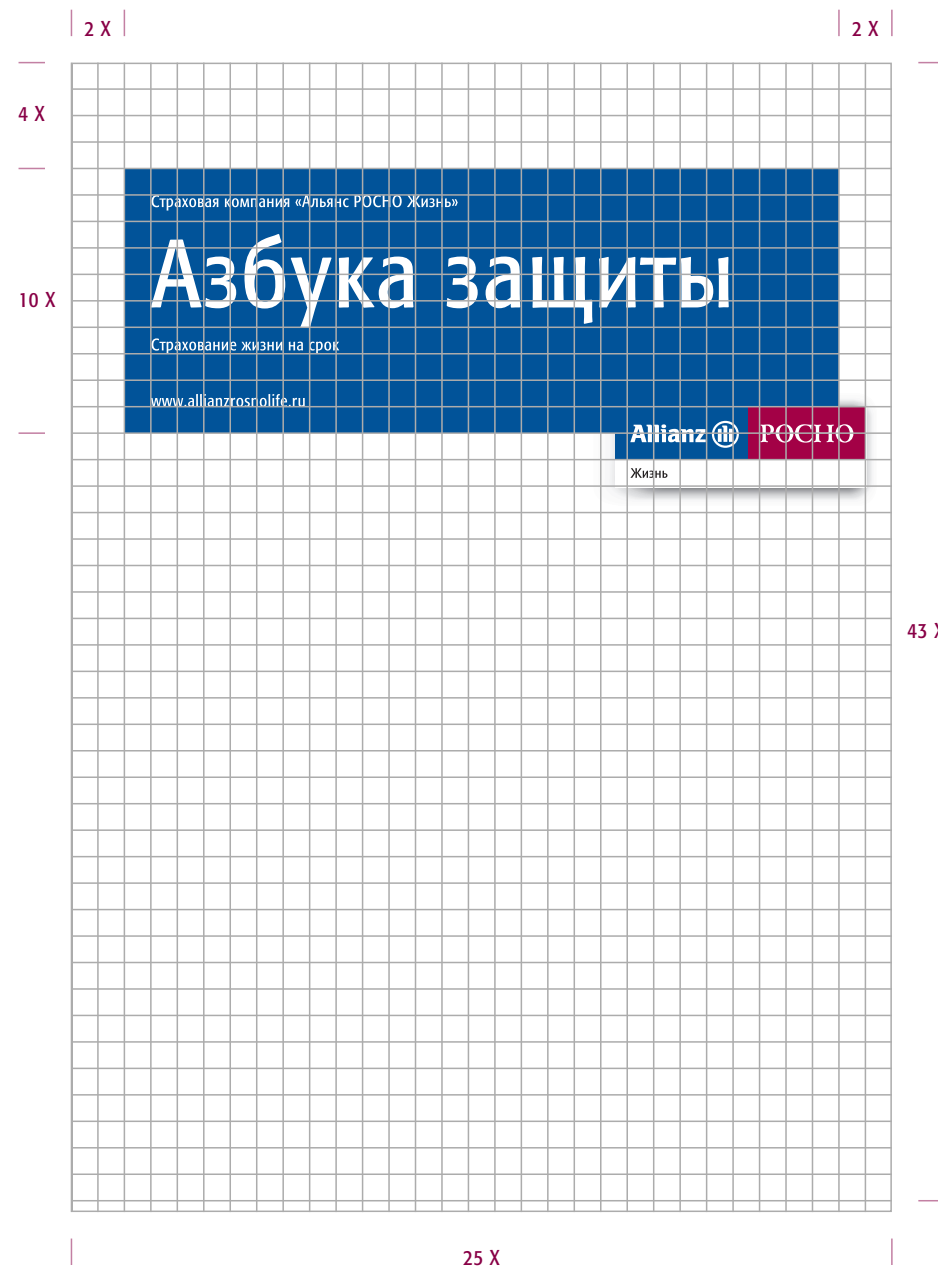 2 X
2 X
4 X
Страховая компания «Альянс РОСНО Жизнь»
Азбука защиты
10 X
Страхование жизни на срок
www.allianzrosnolife.ru
Allianz РОСНО
Жизнь
43 X
25 X